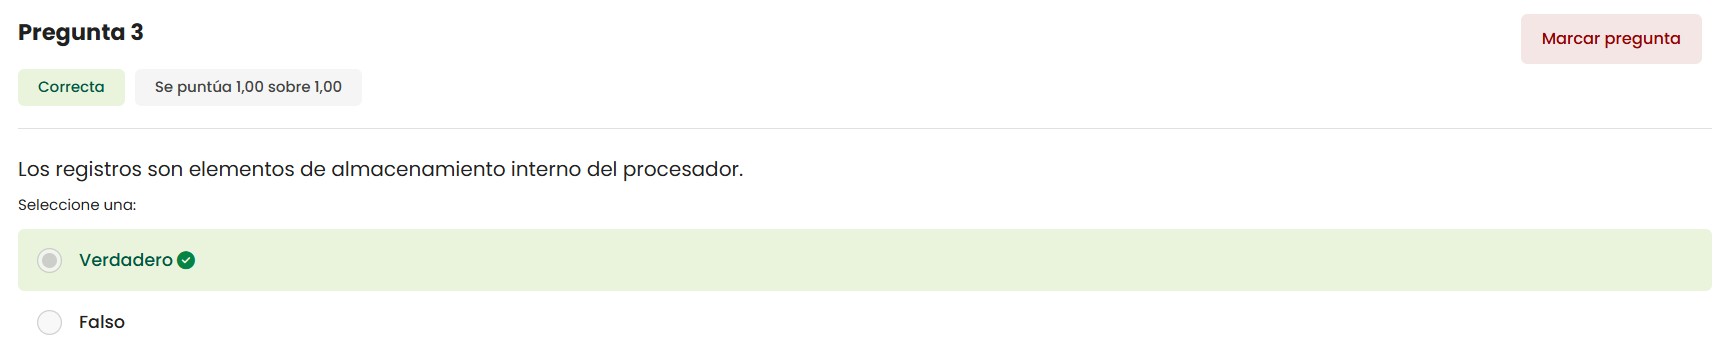 Pregunta 3
Marcar pregunta
Correcta
Se puntúa 1,00 sobre 1,00
Los registros son elementos de almacenamiento interno del procesador.
Seleccione una:
Verdadero
Falso